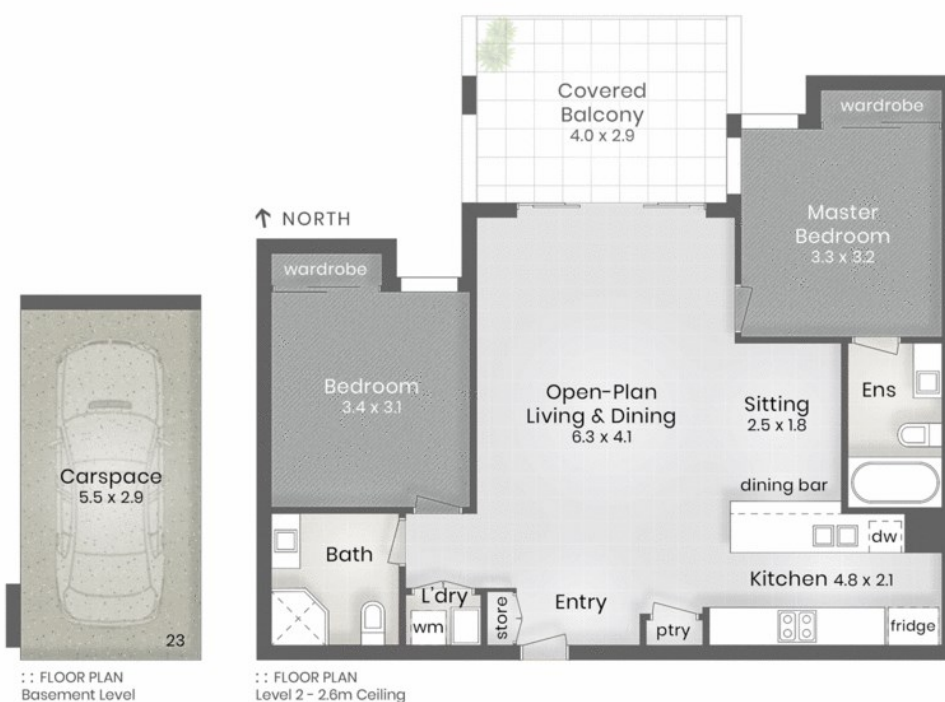 Covered
Balcony
4.0 x 2.9
wardrobe
Master
Bedroom
3.3 x 3.2
↑ NORTH
wardrobe
Bedroom
3.4 x 3.1
Open-Plan
Living & Dining
6.3 x 4.1
Sitting
2.5 x 1.8
Ens
Carspace
5.5 x 2.9
23
dining bar
dw
Bath
Kitchen 4.8 x 2.1
L'dry
wm
store
Entry
ptry
fridge
:: FLOOR PLAN
Basement Level
:: FLOOR PLAN
Level 2 - 2.6m Ceiling